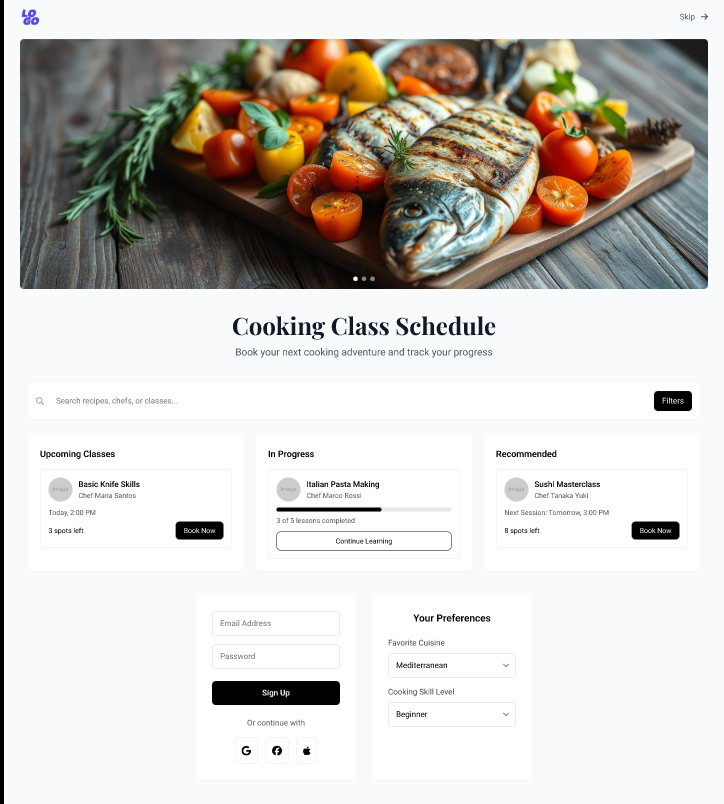 LO
GO
Skip
Cooking Class Schedule
Book your next cooking adventure and track your progress
Search recipes, chefs, or classes...
Filters
Upcoming Classes
Image
Basic Knife Skills
Chef Maria Santos
Today, 2:00 PM
3 spots left
Book Now
In Progress
Image
Italian Pasta Making
Chef Marco Rossi
3 of 5 lessons completed
Continue Learning
Recommended
Image
Sushi Masterclass
Chef Tanaka Yuki
Next Session: Tomorrow, 3:00 PM
8 spots left
Book Now
Email Address
Password
Sign Up
Or continue with
Your Preferences
Favorite Cuisine
Mediterranean
Cooking Skill Level
Beginner